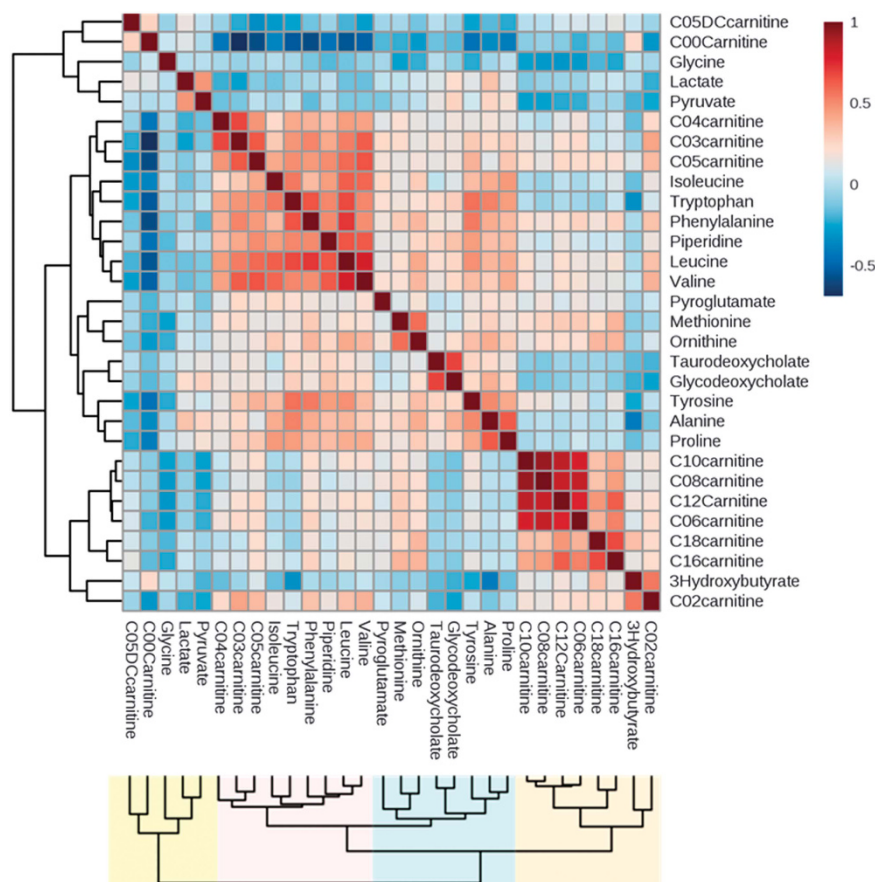 C05DCcarnitine
C00Carnitine
Glycine
Lactate
Pyruvate
C04carnitine
C03carnitine
C05carnitine
Isoleucine
Tryptophan
Phenylalanine
Piperidine
Leucine
Valine
Pyroglutamate
Methionine
Ornithine
Taurodeoxycholate
Glycodeoxycholate
Tyrosine
Alanine
Proline
C10carnitine
C08carnitine
C12Carnitine
C06carnitine
C18carnitine
C16carnitine
3Hydroxybutyrate
C02carnitine
1
0.5
0
-0.5
C05DCcarnitine
C00Carnitine
Glycine
Lactate
Pyruvate
C04carnitine
C03carnitine
C05carnitine
Isoleucine
Tryptophan
Phenylalanine
Piperidine
Leucine
Valine
Pyroglutamate
Methionine
Ornithine
Taurodeoxycholate
Glycodeoxycholate
Tyrosine
Alanine
Proline
C10carnitine
C08carnitine
C12Carnitine
C06carnitine
C18carnitine
C16carnitine
3Hydroxybutyrate
C02carnitine